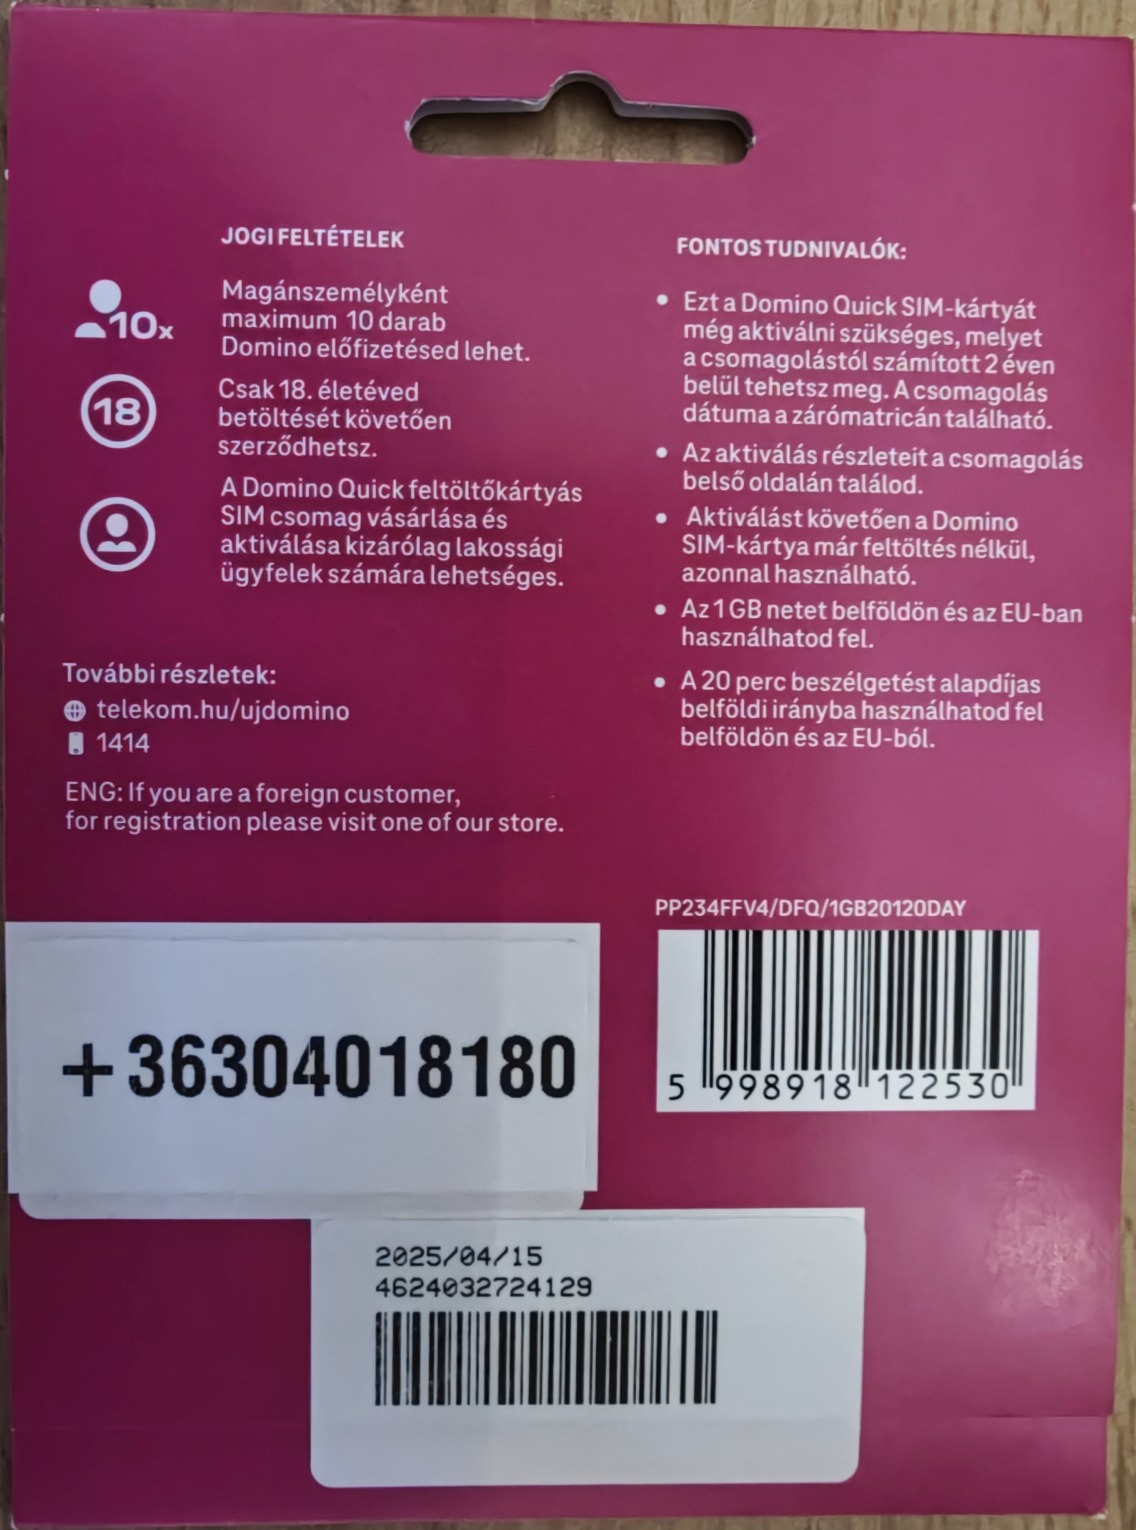 JOGI FELTÉTELEK
10x
Magánszemélyként
maximum 10 darab
Domino előfizetésed lehet.
18
Csak 18. életéved
betöltését követően
szerződhetsz.
A Domino Quick feltöltőkártyás
SIM csomag vásárlása és
aktiválása kizárólag lakossági
ügyfelek számára lehetséges.
További részletek:
telekom.hu/ujdomino
1414
ENG: If you are a foreign customer,
for registration please visit one of our store.
FONTOS TUDNIVALÓK:
• Ezt a Domino Quick SIM-kártyát
még aktiválni szükséges, melyet
a csomagolástól számított 2 éven
belül tehetsz meg. A csomagolás
dátuma a zárómatricán található.
• Az aktiválás részleteit a csomagolás
belső oldalán találod.
• Aktiválást követően a Domino
SIM-kártya már feltöltés nélkül,
azonnal használható.
• Az 1 GB netet belföldön és az EU-ban
használhatod fel.
• A 20 perc beszélgetést alapdíjas
belföldi irányba használhatod fel
belföldön és az EU-ból.
PP234FFV4/DFQ/1GB20120DAY
5 998918 122530
+36304018180
2025/04/15
4624032724129